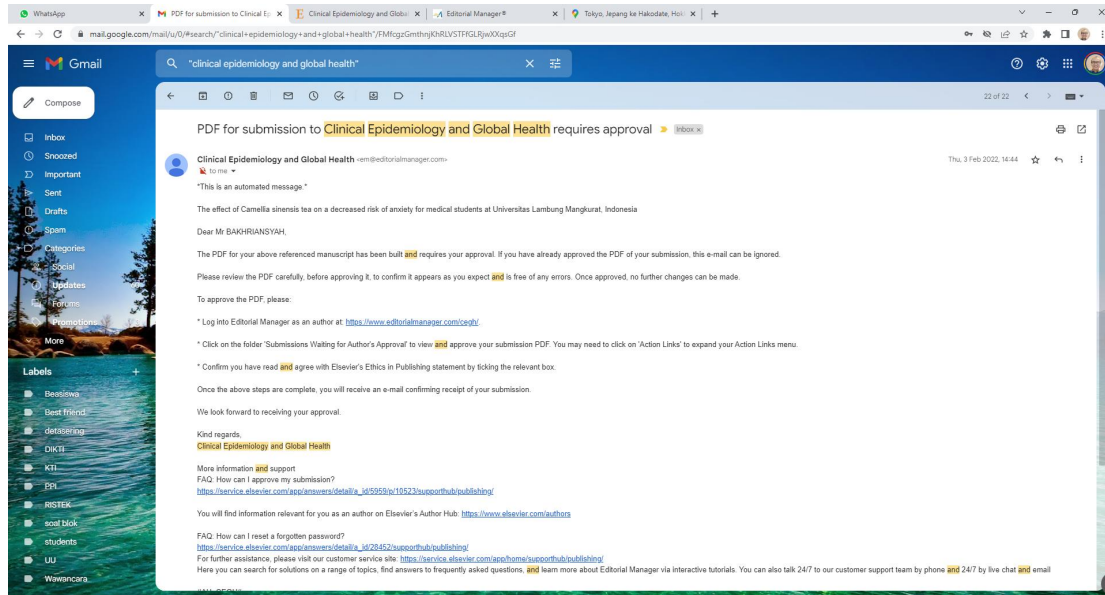 WhatsApp
PDF for submission to Clinical Ep
Clinical Epidemiology and Global
Editorial Manager®
Tokyo, Jepang ke Hakodate, Hok
mail.google.com/mail/u/0/#search/"clinical+epidemiology+and+global+health"/FMfcgzGmthnjKhRLVSTFfGLRjwXXqsGf
Gmail
"clinical epidemiology and global health"
Compose
22 of 22
Inbox
Snoozed
Important
Sent
Drafts
Spam
Categories
Social
Updates
Forums
Promotions
More
Labels
Beasiswa
Best friend
detasering
DIKTI
KTI
PPI
RISTEK
soal blok
students
UU
Wawancara
PDF for submission to Clinical Epidemiology and Global Health requires approval
Inbox x
Clinical Epidemiology and Global Health <em@editorialmanager.com>
Thu, 3 Feb 2022, 14:44
to me
*This is an automated message.*
The effect of Camellia sinensis tea on a decreased risk of anxiety for medical students at Universitas Lambung Mangkurat, Indonesia
Dear Mr BAKHRIANSYAH,
The PDF for your above referenced manuscript has been built and requires your approval. If you have already approved the PDF of your submission, this e-mail can be ignored.
Please review the PDF carefully, before approving it, to confirm it appears as you expect and is free of any errors. Once approved, no further changes can be made.
To approve the PDF, please:
* Log into Editorial Manager as an author at: https://www.editorialmanager.com/cegh/.
* Click on the folder 'Submissions Waiting for Author's Approval' to view and approve your submission PDF. You may need to click on 'Action Links' to expand your Action Links menu.
* Confirm you have read and agree with Elsevier's Ethics in Publishing statement by ticking the relevant box.
Once the above steps are complete, you will receive an e-mail confirming receipt of your submission.
We look forward to receiving your approval.
Kind regards,
Clinical Epidemiology and Global Health
More information and support
FAQ: How can I approve my submission?
https://service.elsevier.com/app/answers/detail/a_id/5959/p/10523/supporthub/publishing/
You will find information relevant for you as an author on Elsevier's Author Hub: https://www.elsevier.com/authors
FAQ: How can I reset a forgotten password?
https://service.elsevier.com/app/answers/detail/a_id/28452/supporthub/publishing/
For further assistance, please visit our customer service site: https://service.elsevier.com/app/home/supporthub/publishing/
Here you can search for solutions on a range of topics, find answers to frequently asked questions, and learn more about Editorial Manager via interactive tutorials. You can also talk 24/7 to our customer support team by phone and 24/7 by live chat and email